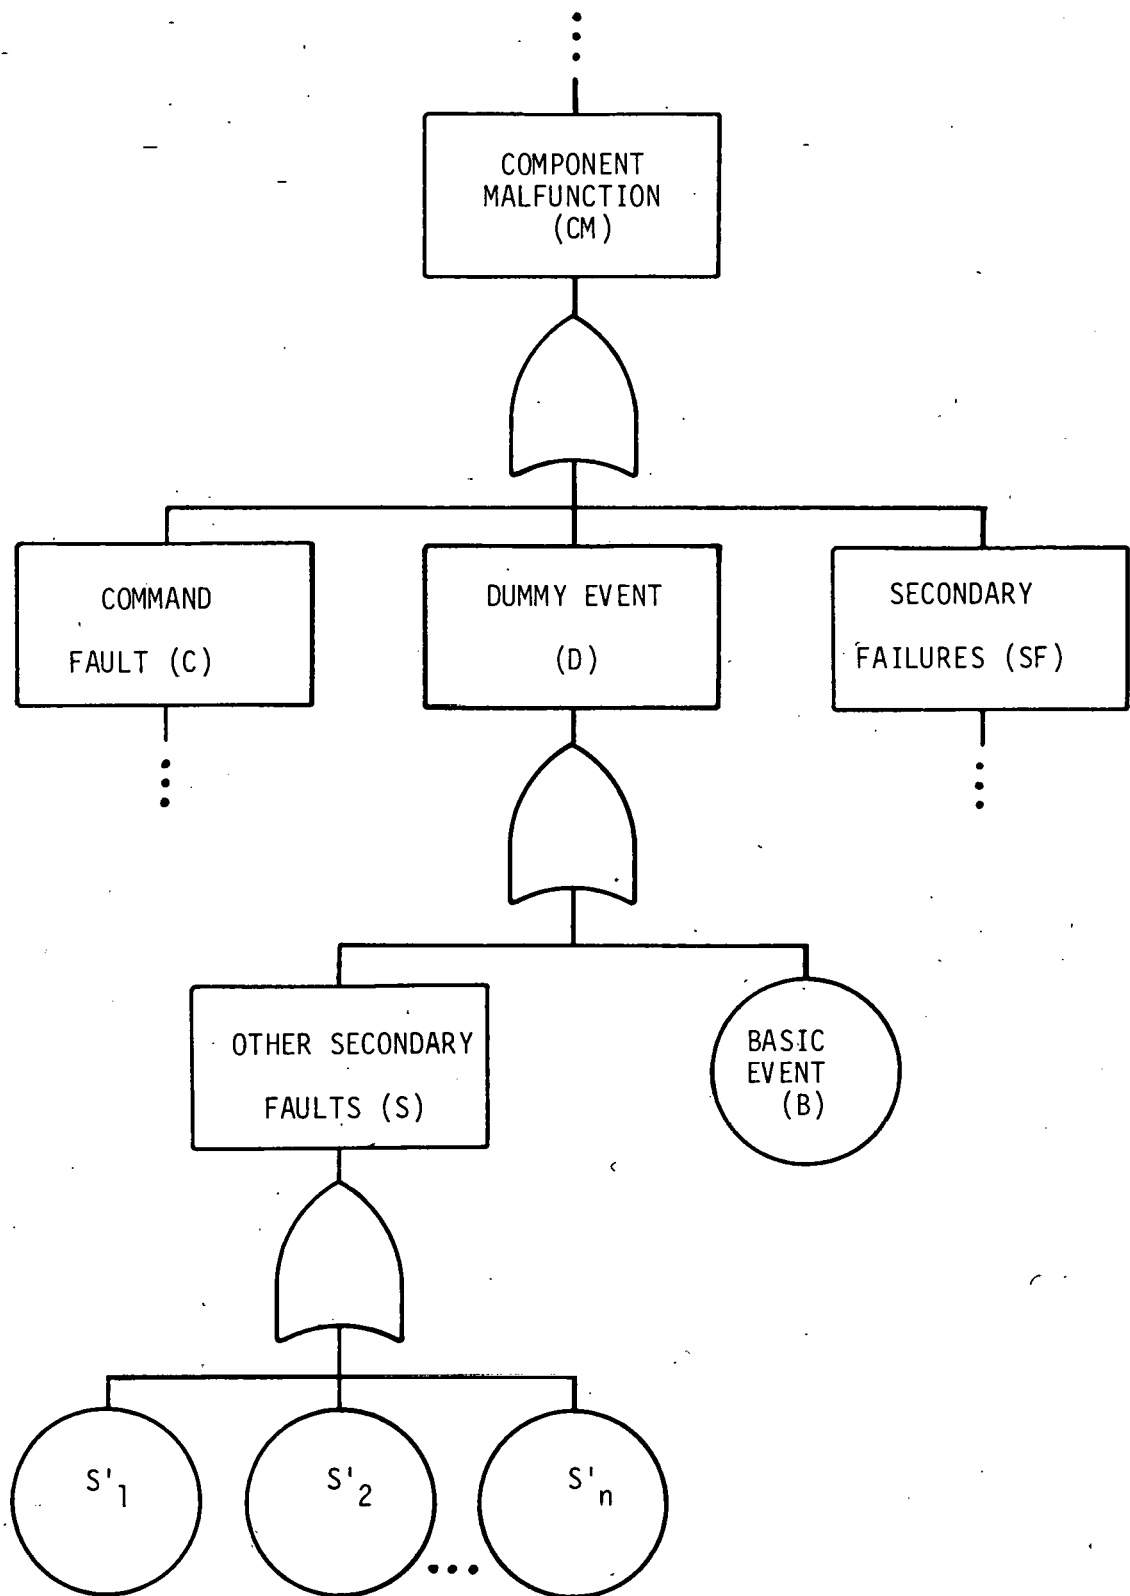 COMPONENT
MALFUNCTION
(CM)
COMMAND
FAULT (C)
DUMMY EVENT
(D)
SECONDARY
FAILURES (SF)
OTHER SECONDARY
FAULTS (S)
BASIC
EVENT
(B)
S'1
S'2
S'n